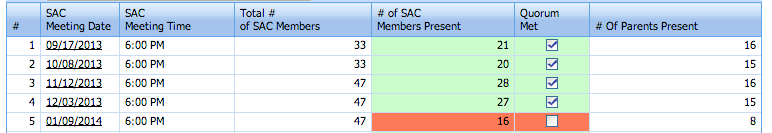 # SAC Meeting Date SAC Meeting Time Total # of SAC Members # of SAC Members Present Quorum Met # Of Parents Present
1 09/17/2013 6:00 PM 33 21 16
2 10/08/2013 6:00 PM 33 20 15
3 11/12/2013 6:00 PM 47 28 16
4 12/03/2013 6:00 PM 47 27 15
5 01/09/2014 6:00 PM 47 16 8